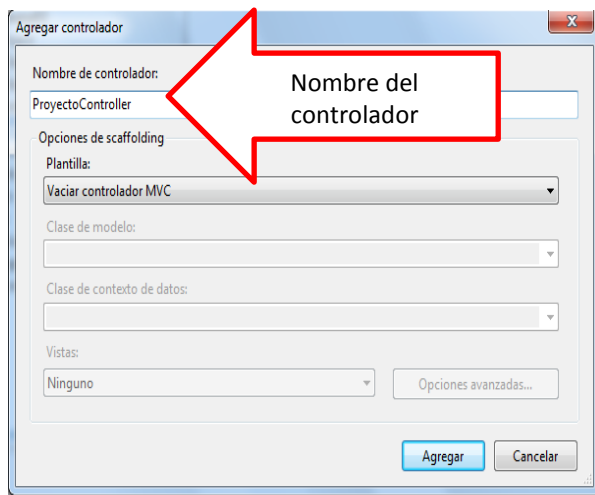 Agregar controlador
Nombre de controlador:
ProyectoController
Nombre del
controlador
Opciones de scaffolding
Plantilla:
Vaciar controlador MVC
Clase de modelo:
Clase de contexto de datos:
Vistas:
Ninguno
Opciones avanzadas...
Agregar
Cancelar